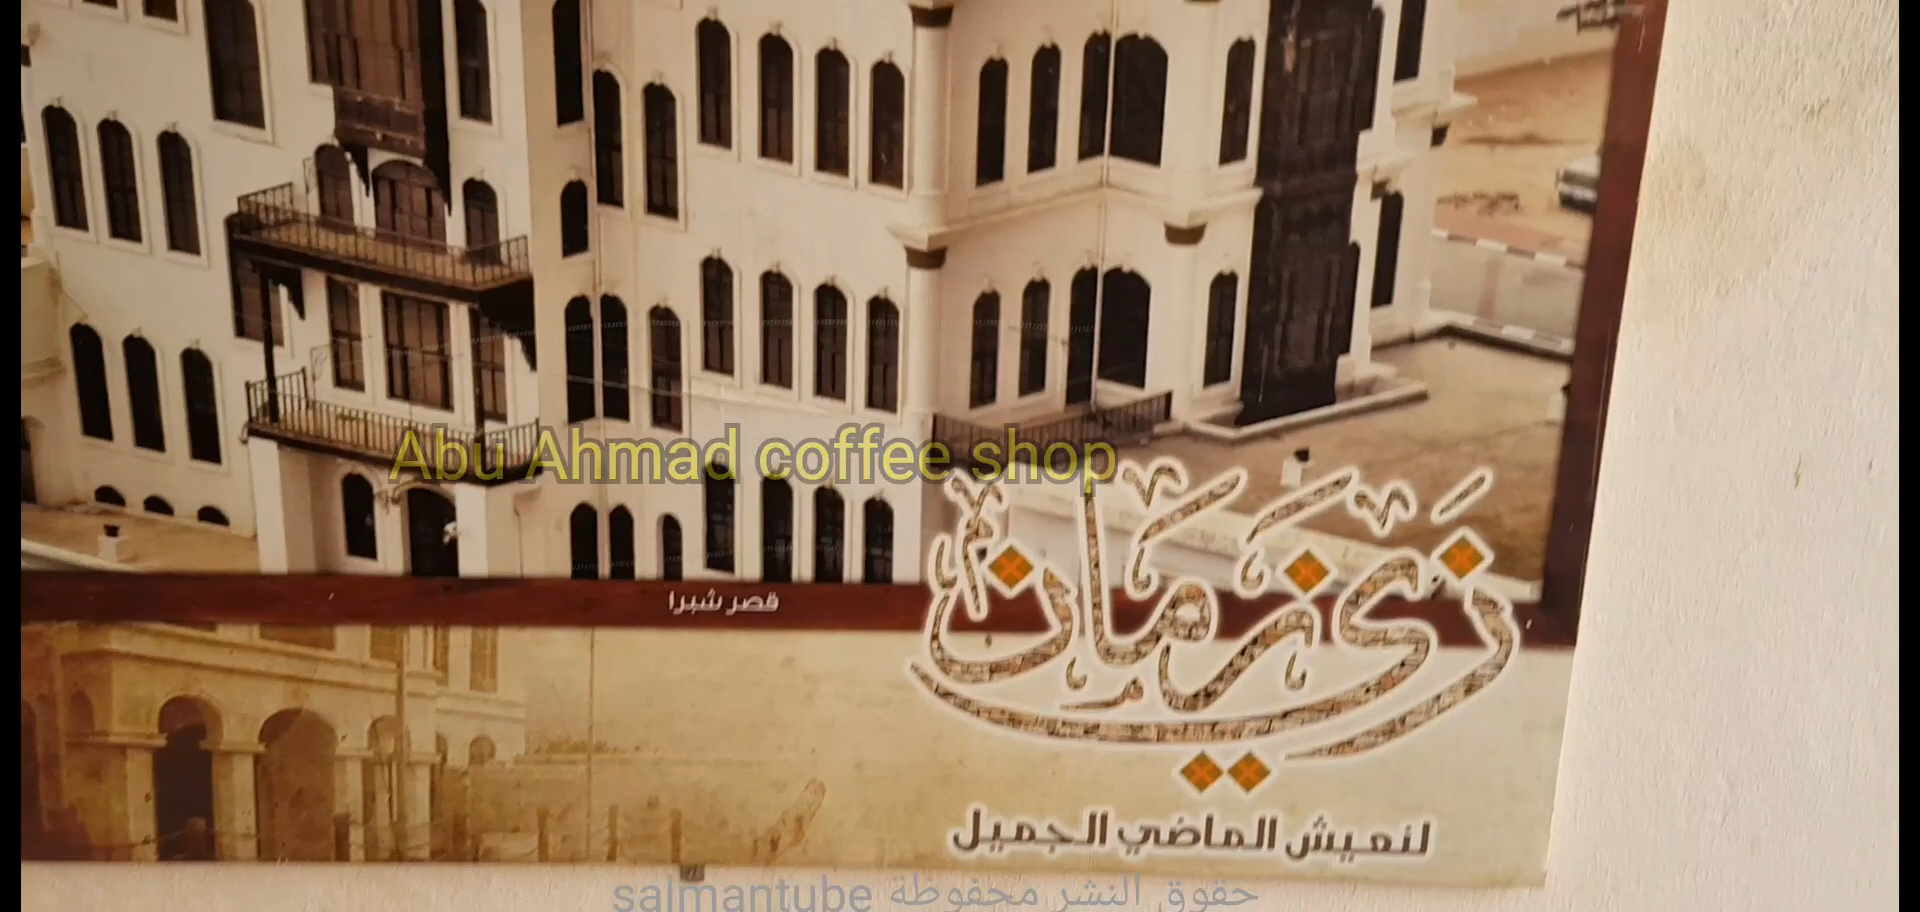 Abu Ahmad coffee shop
زي زمان
قصر شبرا
لنعيش الماضي الجميل
حقوق النشر محفوظة salmantube